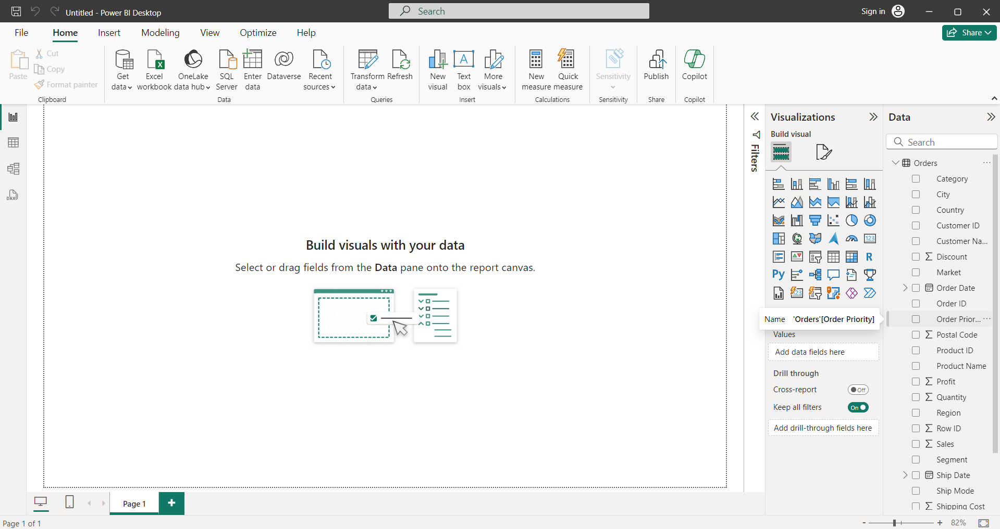 Untitled - Power BI Desktop
Search
Sign in
File Home Insert Modeling View Optimize Help
Share
Paste
Cut
Copy
Format painter
Clipboard
Get data
Excel workbook
OneLake data hub
SQL Server
Enter data
Dataverse
Recent sources
Data
Transform data
Refresh
Queries
New visual
Text box
More visuals
Insert
New measure
Quick measure
Calculations
Sensitivity
Sensitivity
Publish
Share
Copilot
Copilot
DAX
Build visuals with your data
Select or drag fields from the Data pane onto the report canvas.
Filters
Visualizations
Build visual
123
R
Py
123
Name 'Orders'[Order Priority]
Values
Add data fields here
Drill through
Cross-report
Off
Keep all filters
On
Add drill-through fields here
Data
Search
Orders
Category
City
Country
Customer ID
Customer Na...
Discount
Market
Order Date
Order ID
Order Prior...
Postal Code
Product ID
Product Name
Profit
Quantity
Region
Row ID
Sales
Segment
Ship Date
Ship Mode
Shipping Cost
Page 1
Page 1 of 1
82%